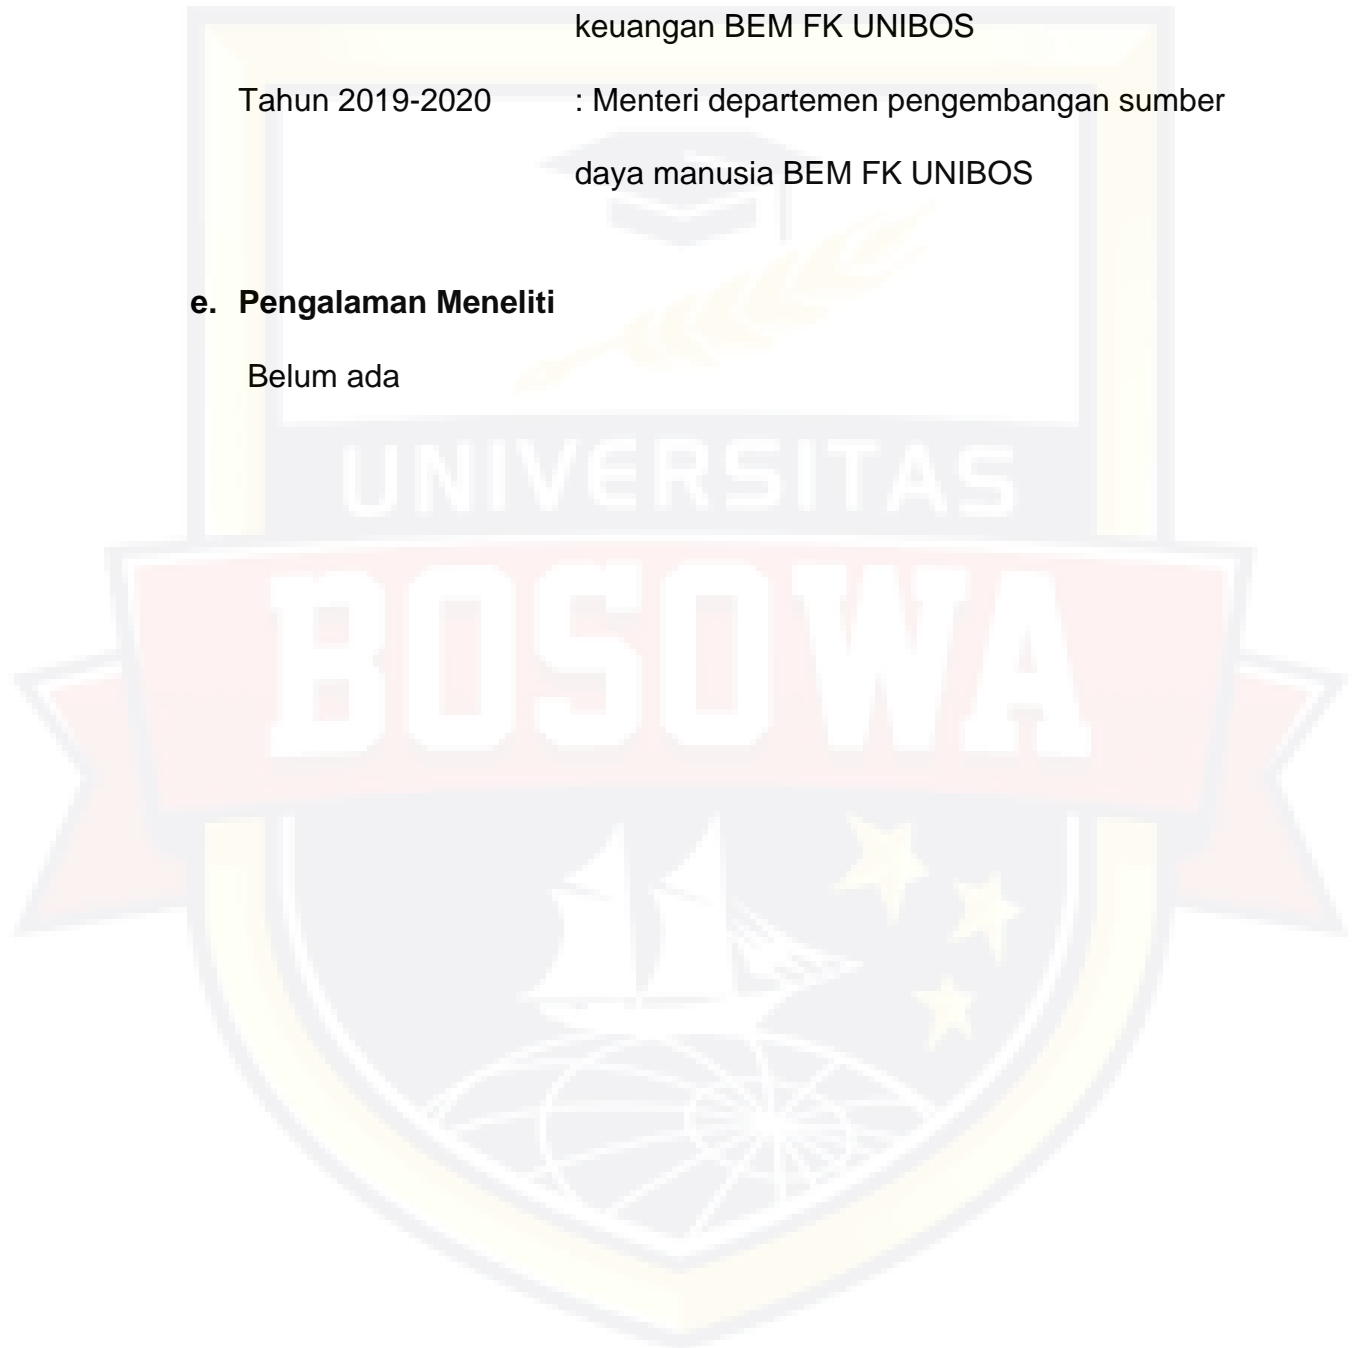 keuangan BEM FK UNIBOS
Tahun 2019-2020 : Menteri departemen pengembangan sumber
daya manusia BEM FK UNIBOS
e. Pengalaman Meneliti
Belum ada
UNIVERSITAS
BOSOWA